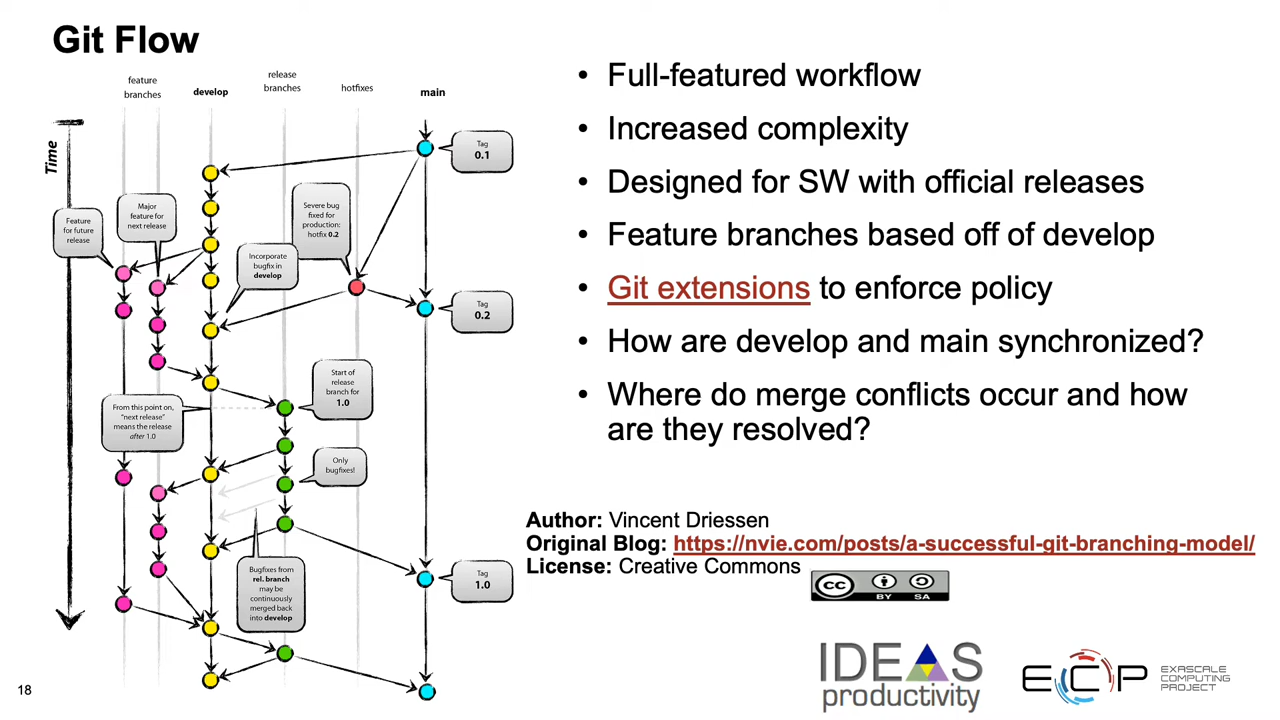 Git Flow
feature
branches
develop
release
branches
hotfixes
main
Time
Tag
0.1
Major
feature for
next release
Feature
for future
release
Severe bug
fixed for
production:
hotfix 0.2
Incorporate
bugfix in
develop
Tag
0.2
Start of
release
branch for
1.0
From this point on,
“next release”
means the release
after 1.0
Only
bugfixes!
Bugfixes from
rel. branch
may be
continuously
merged back
into develop
Tag
1.0
• Full-featured workflow
• Increased complexity
• Designed for SW with official releases
• Feature branches based off of develop
• Git extensions to enforce policy
• How are develop and main synchronized?
• Where do merge conflicts occur and how
are they resolved?
Author: Vincent Driessen
Original Blog: https://nvie.com/posts/a-successful-git-branching-model/
License: Creative Commons
cc BY SA
IDEAS
productivity
ECP
EXASCALE
COMPUTING
PROJECT
18